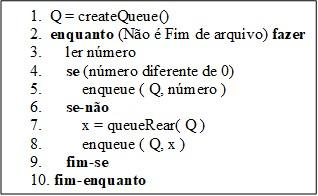 1. Q = createQueue()
2. enquanto (Não é Fim de arquivo) fazer
3. ler número
4. se (número diferente de 0)
5. enqueue ( Q, número )
6. se-não
7. x = queueRear( Q )
8. enqueue ( Q, x )
9. fim-se
10. fim-enquanto